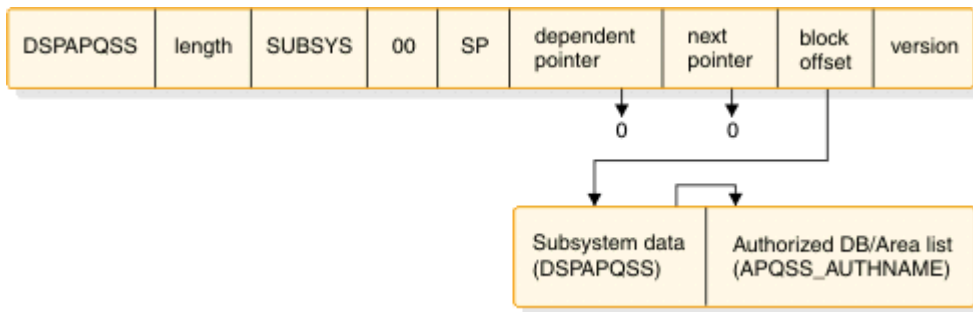 DSPAPQSS length SUBSYS 00 SP dependent pointer next pointer block offset version
0 0
Subsystem data Authorized DB/Area list
(DSPAPQSS) (APQSS_AUTHNAME)